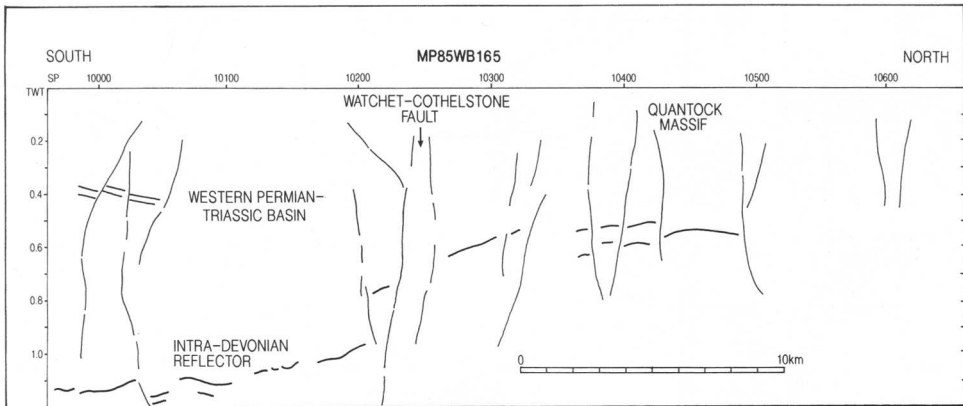 SOUTH
MP85WB165
NORTH
SP 10000 10100 10200 10300 10400 10500 10600
TWT
WATCHET–COTHELSTONE
FAULT
QUANTOCK
MASSIF
0.2
0.4
WESTERN PERMIAN–
TRIASSIC BASIN
0.6
0.8
INTRA–DEVONIAN
REFLECTOR
1.0
0 10km